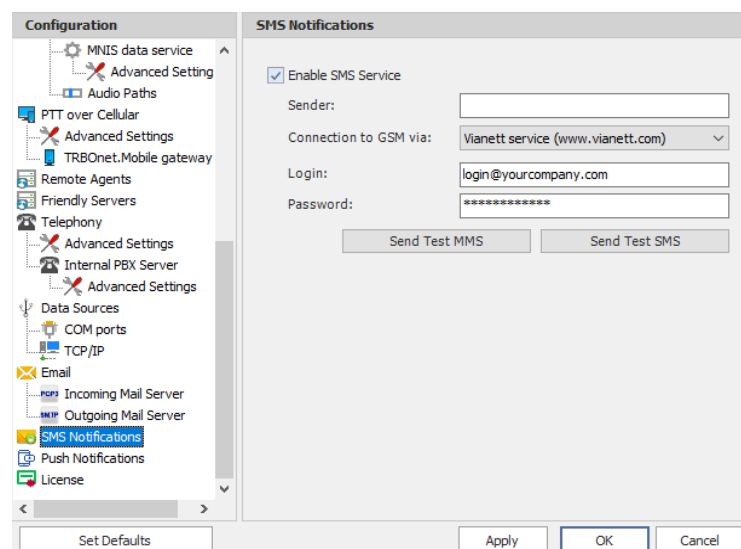 Configuration
MNIS data service
Advanced Setting
Audio Paths
PTT over Cellular
Advanced Settings
TRBOnet.Mobile gateway
Remote Agents
Friendly Servers
Telephony
Advanced Settings
Internal PBX Server
Advanced Settings
Data Sources
COM ports
TCP/IP
Email
POP3 Incoming Mail Server
SMTP Outgoing Mail Server
SMS Notifications
Push Notifications
License
Set Defaults
SMS Notifications
Enable SMS Service
Sender:
Connection to GSM via: Vianett service (www.vianett.com)
Login: login@yourcompany.com
Password: ************
Send Test MMS Send Test SMS
Apply OK Cancel